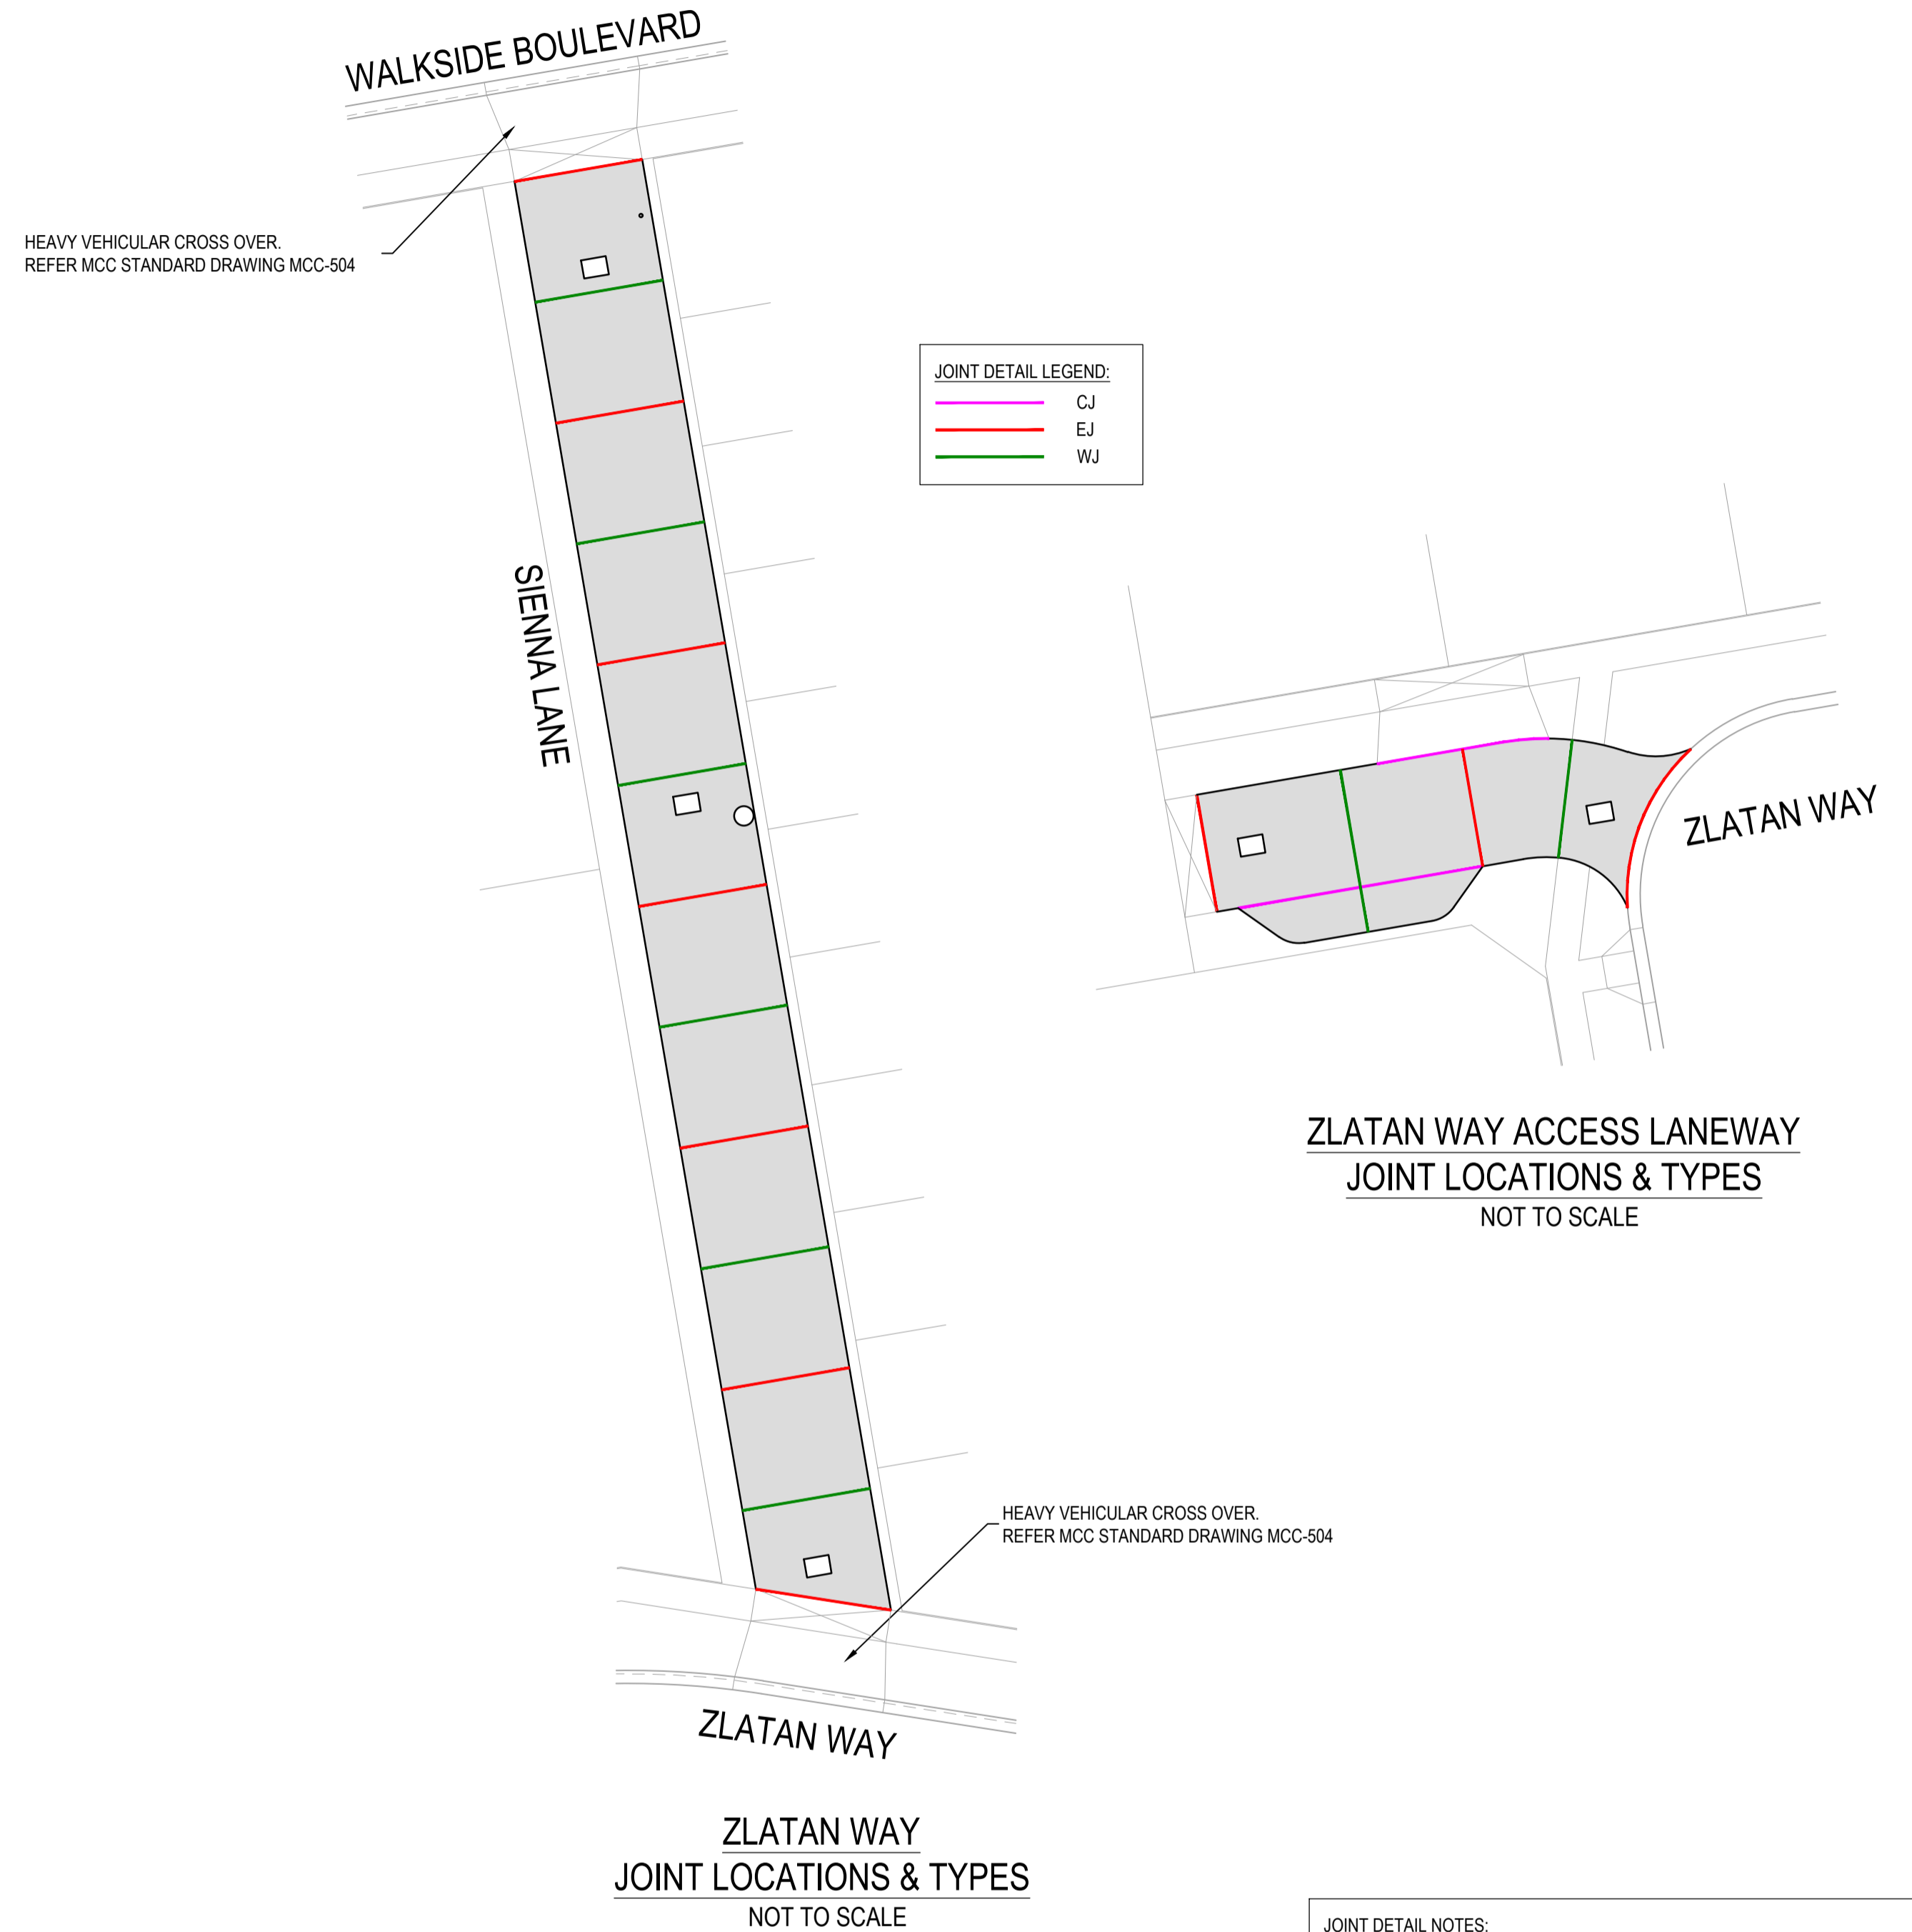 WALKSIDE BOULEVARD
HEAVY VEHICULAR CROSS OVER.
REFER MCC STANDARD DRAWING MCC-504
JOINT DETAIL LEGEND:
CJ
EJ
WJ
SIENNA LANE
ZLATAN WAY
ZLATAN WAY ACCESS LANEWAY
JOINT LOCATIONS & TYPES
NOT TO SCALE
HEAVY VEHICULAR CROSS OVER.
REFER MCC STANDARD DRAWING MCC-504
ZLATAN WAY
ZLATAN WAY
JOINT LOCATIONS & TYPES
NOT TO SCALE
JOINT DETAIL NOTES: